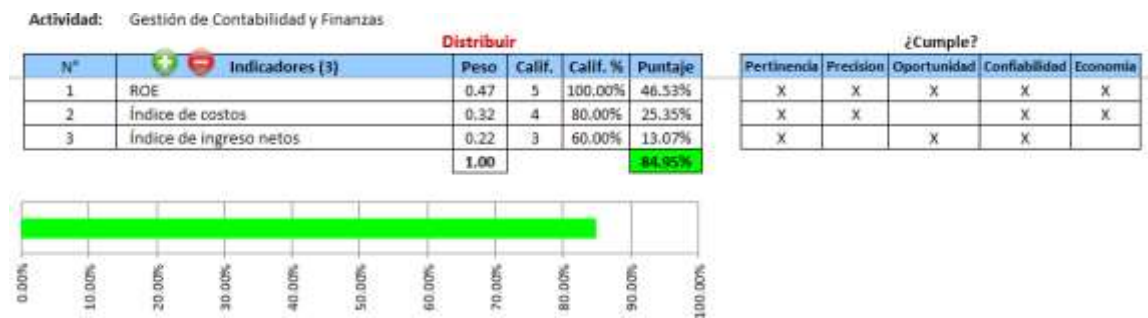 Actividad: Gestión de Contabilidad y Finanzas
Distribuir ¿Cumple?
N° Indicadores (3) Peso Calif. Calif. % Puntaje Pertinencia Precision Oportunidad Confiabilidad Economia
1 ROE 0.47 5 100.00% 46.53% X X X X X
2 Índice de costos 0.32 4 80.00% 25.35% X X X X
3 Índice de ingreso netos 0.22 3 60.00% 13.07% X X X
1.00 84.95%
0.00% 10.00% 20.00% 30.00% 40.00% 50.00% 60.00% 70.00% 80.00% 90.00% 100.00%